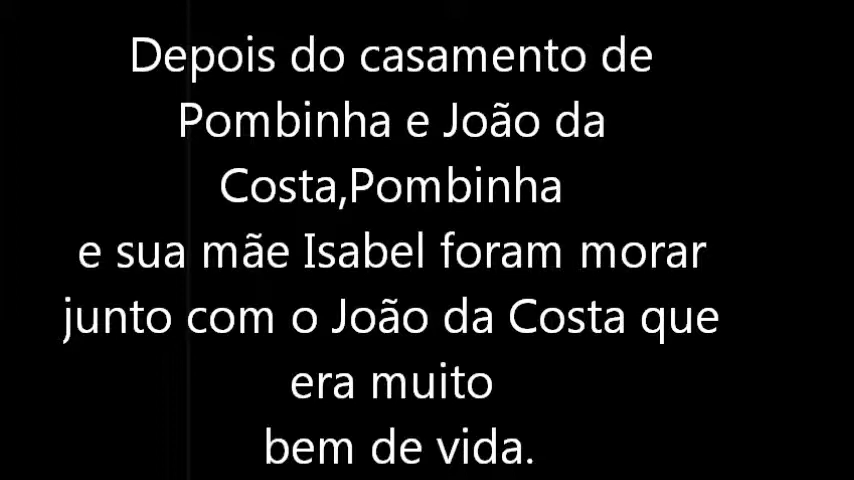 Depois do casamento de
Pombinha e João da
Costa,Pombinha
e sua mãe Isabel foram morar
junto com o João da Costa que
era muito
bem de vida.